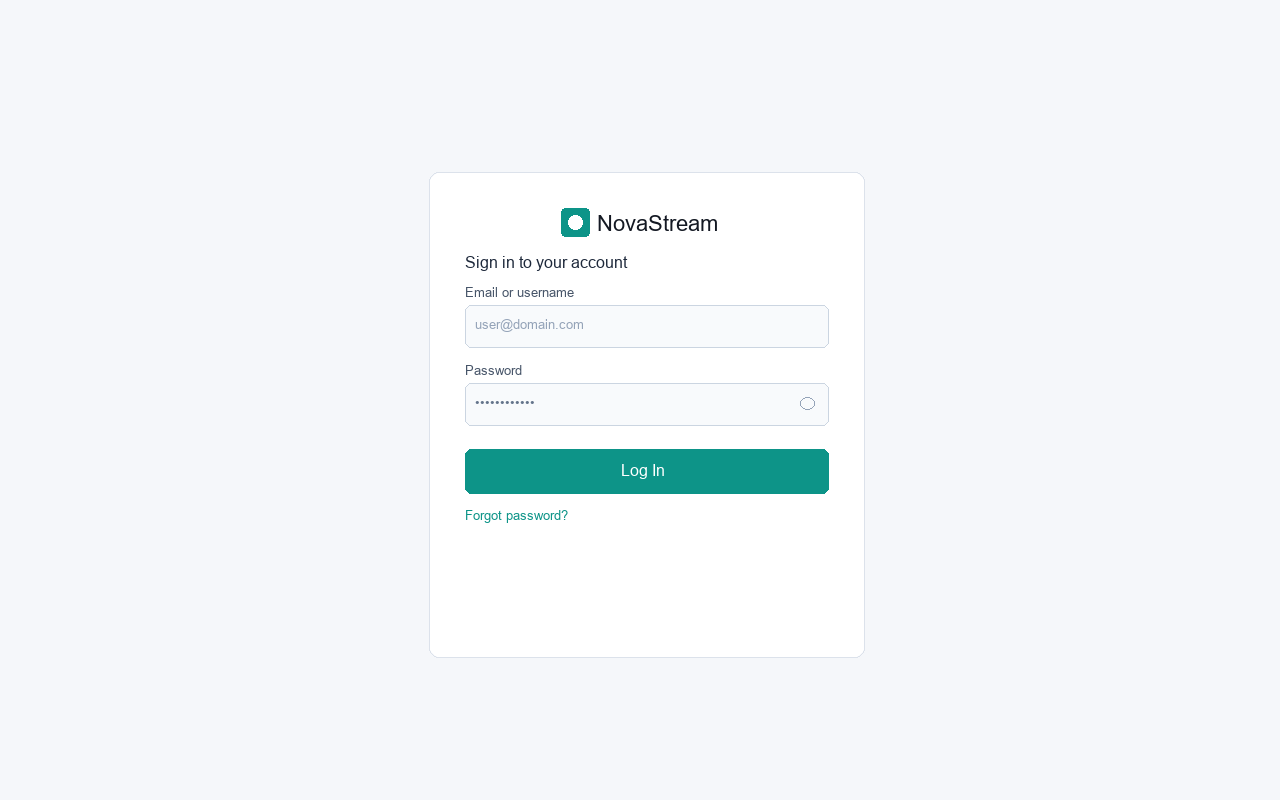 NovaStream
Sign in to your account
Email or username
user@domain.com
Password
••••••••••••
Log In
Forgot password?